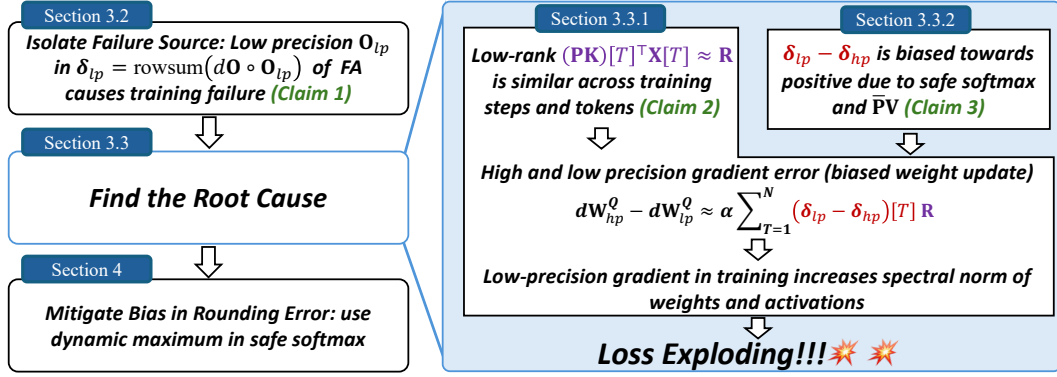 Section 3.2
Isolate Failure Source: Low precision O_lp
in δ_lp = rowsum(dO ∘ O_lp) of FA
causes training failure (Claim 1)
Section 3.3
Find the Root Cause
Section 4
Mitigate Bias in Rounding Error: use
dynamic maximum in safe softmax
Section 3.3.1
Low-rank (PK)[T]^⊤X[T] ≈ R
is similar across training
steps and tokens (Claim 2)
Section 3.3.2
δ_lp − δ_hp is biased towards
positive due to safe softmax
and P̅V (Claim 3)
High and low precision gradient error (biased weight update)
dW^Q_hp − dW^Q_lp ≈ α ∑_{T=1}^{N} (δ_lp − δ_hp)[T] R
Low-precision gradient in training increases spectral norm of
weights and activations
Loss Exploding!!!💥 💥